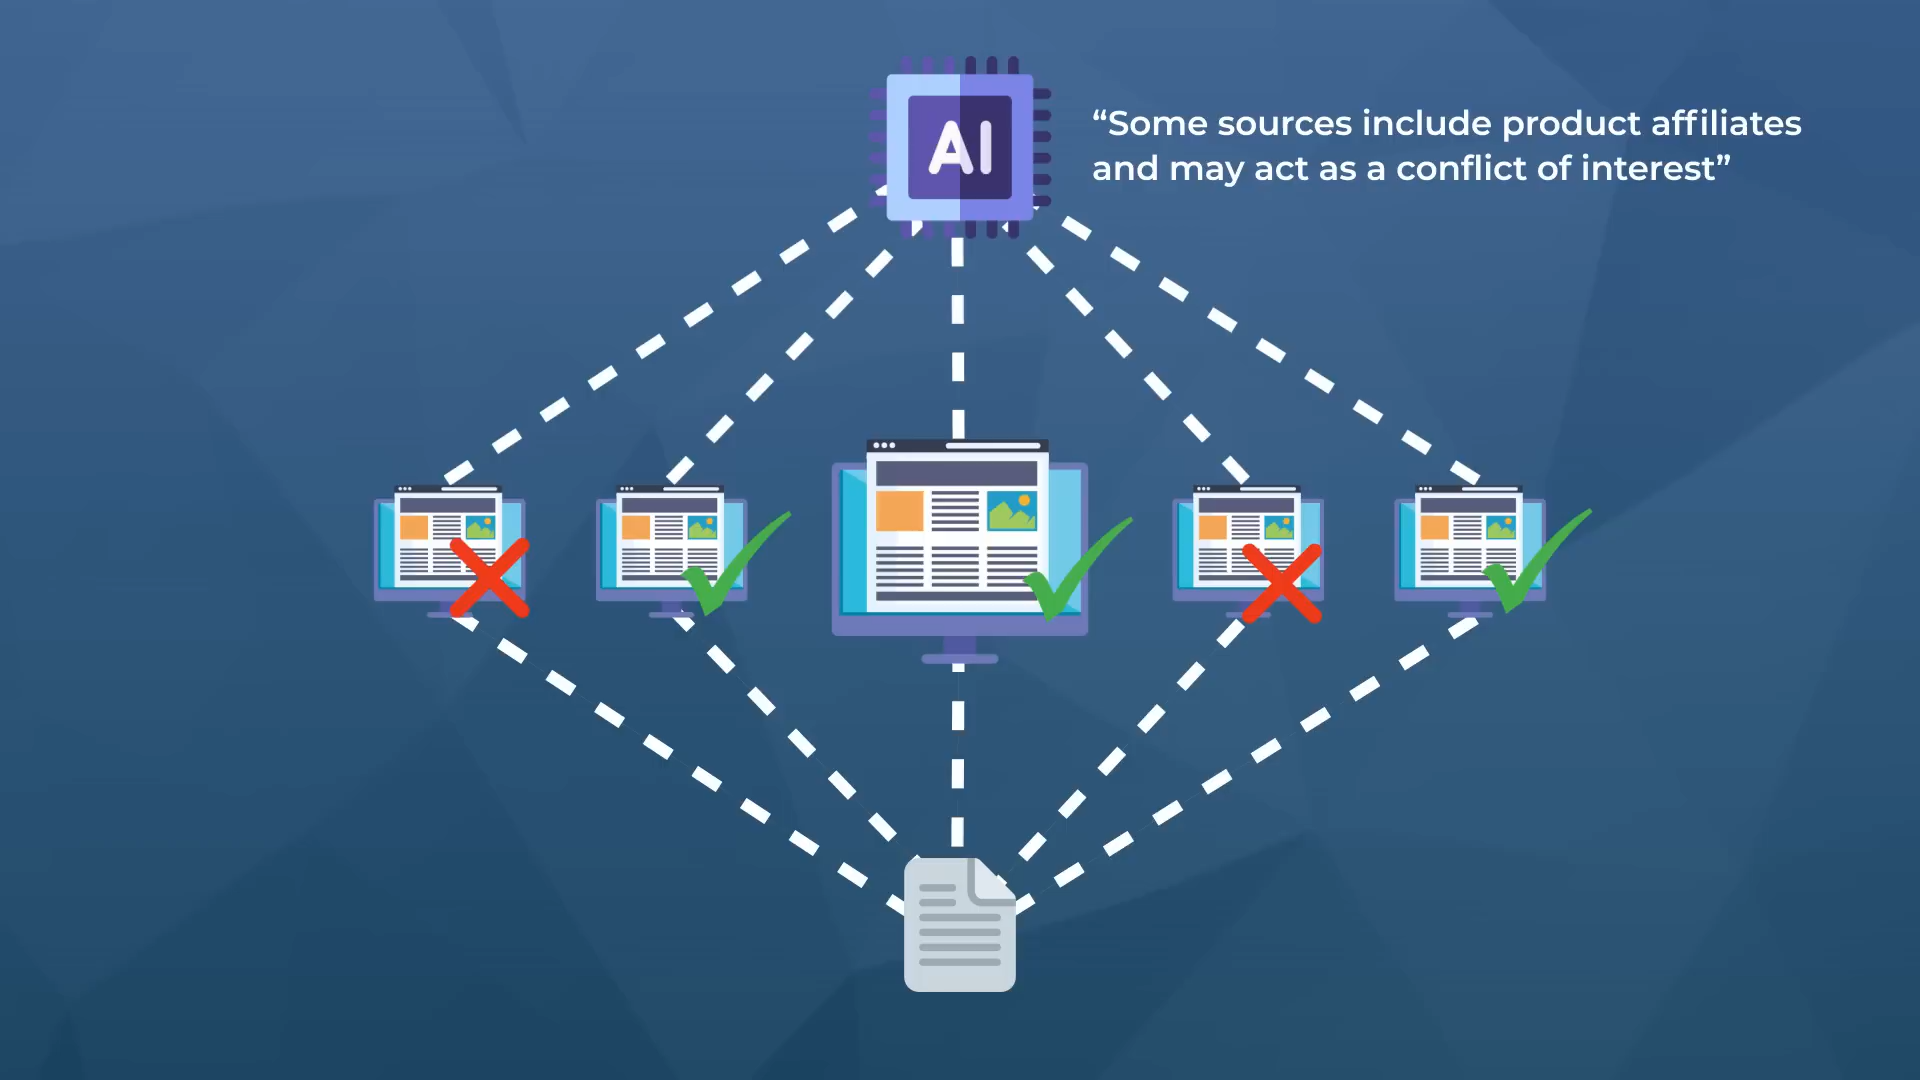 AI
“Some sources include product affiliates
and may act as a conflict of interest”